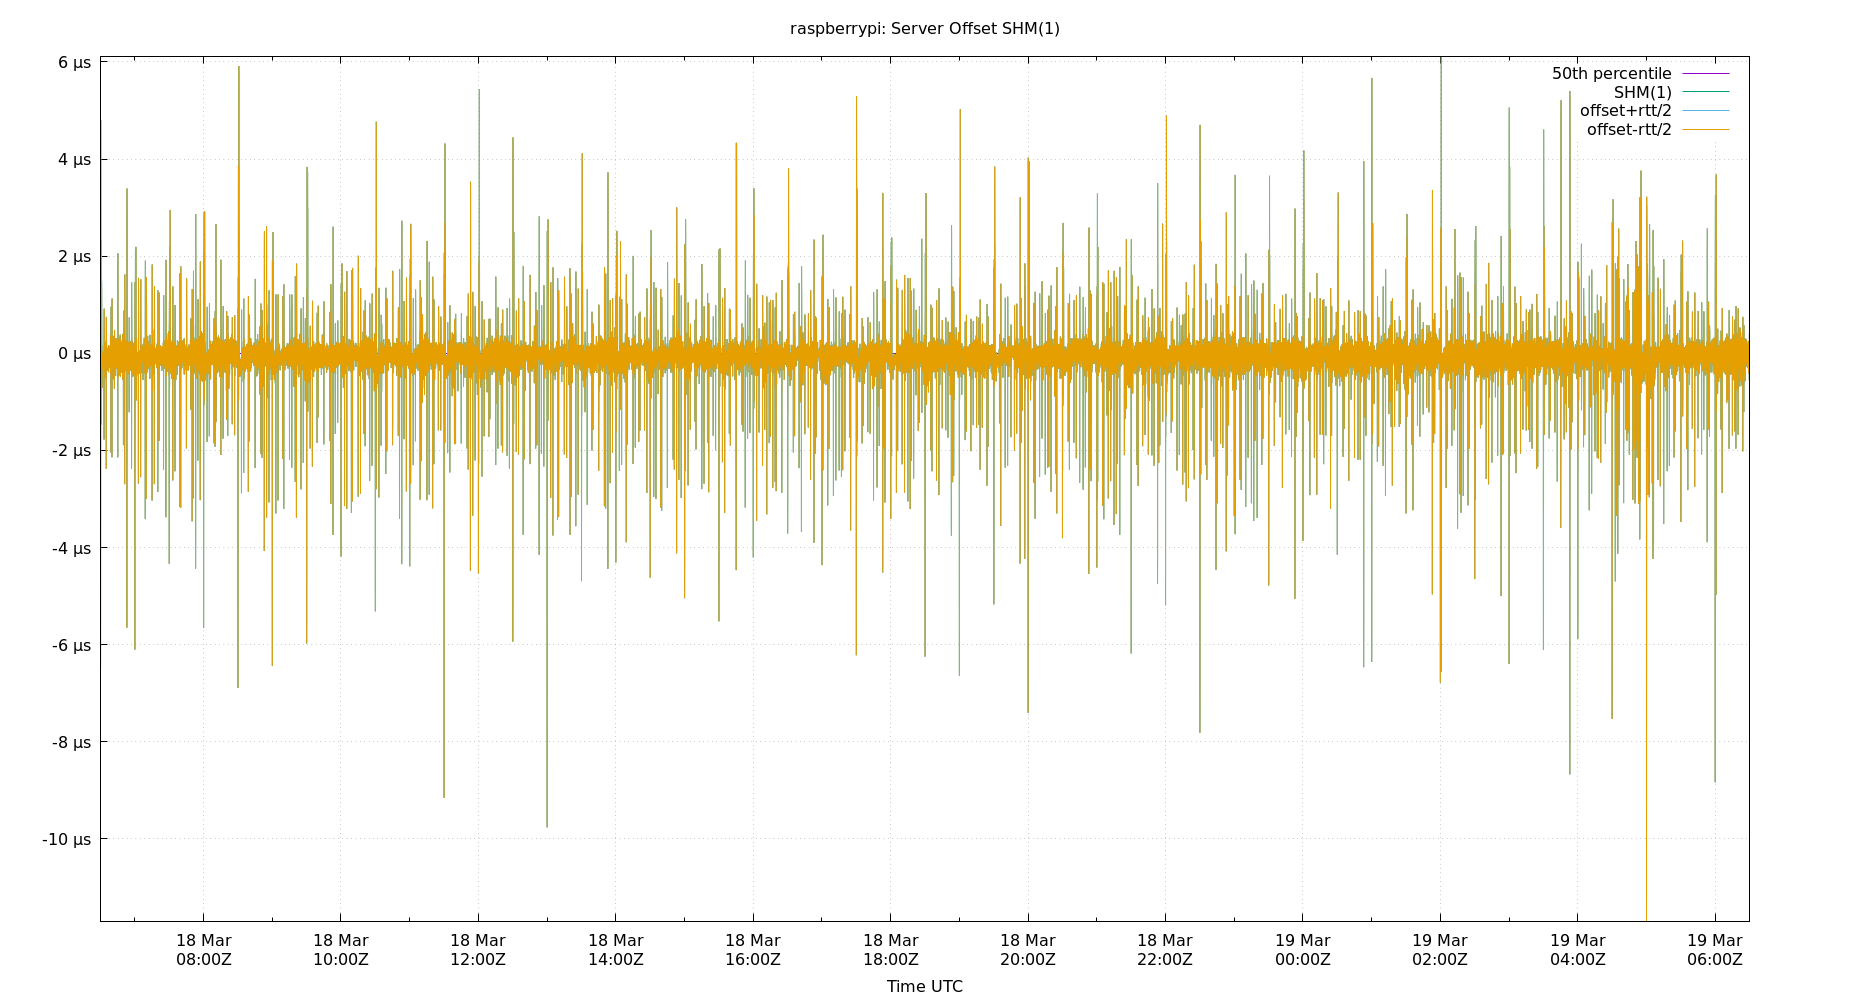 raspberrypi: Server Offset SHM(1)
50th percentile
SHM(1)
offset+rtt/2
offset-rtt/2
6 µs
4 µs
2 µs
0 µs
-2 µs
-4 µs
-6 µs
-8 µs
-10 µs
18 Mar 18 Mar 18 Mar 18 Mar 18 Mar 18 Mar 18 Mar 18 Mar 19 Mar 19 Mar 19 Mar 19 Mar
08:00Z 10:00Z 12:00Z 14:00Z 16:00Z 18:00Z 20:00Z 22:00Z 00:00Z 02:00Z 04:00Z 06:00Z
Time UTC